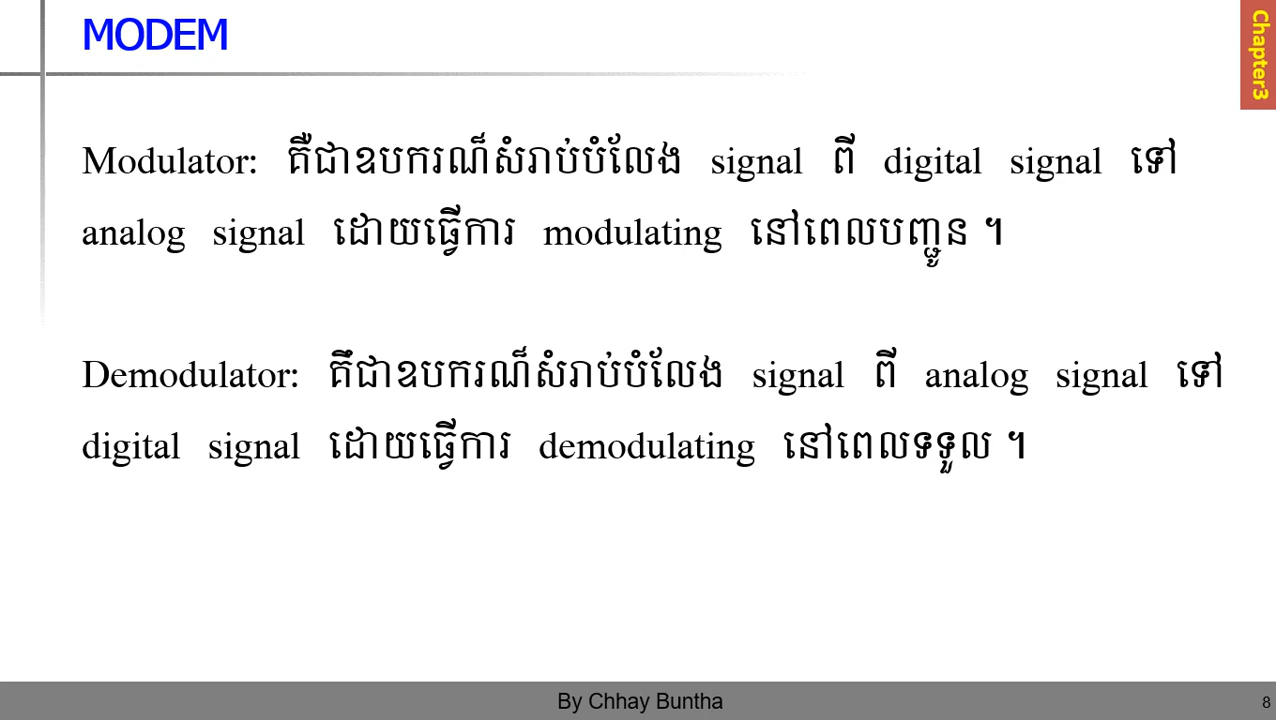 MODEM
Chapter3
Modulator: គឺជាឧបករណ៏សំរាប់បំលែង signal ពី digital signal ទៅ
analog signal ដោយធ្វើការ modulating នៅពេលបញ្ជូន ។
Demodulator: គឺជាឧបករណ៏សំរាប់បំលែង signal ពី analog signal ទៅ
digital signal ដោយធ្វើការ demodulating នៅពេលទទួល ។
By Chhay Buntha
8